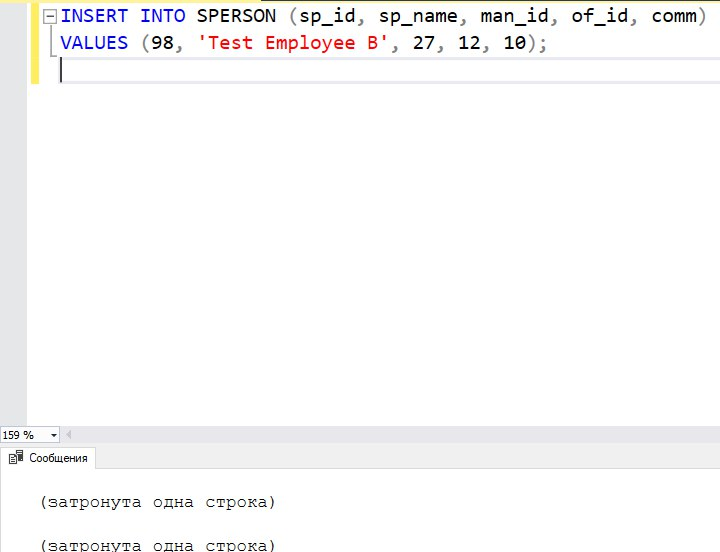 INSERT INTO SPERSON (sp_id, sp_name, man_id, of_id, comm)
VALUES (98, 'Test Employee B', 27, 12, 10);
159 %
Сообщения
(затронута одна строка)
(затронута одна строка)